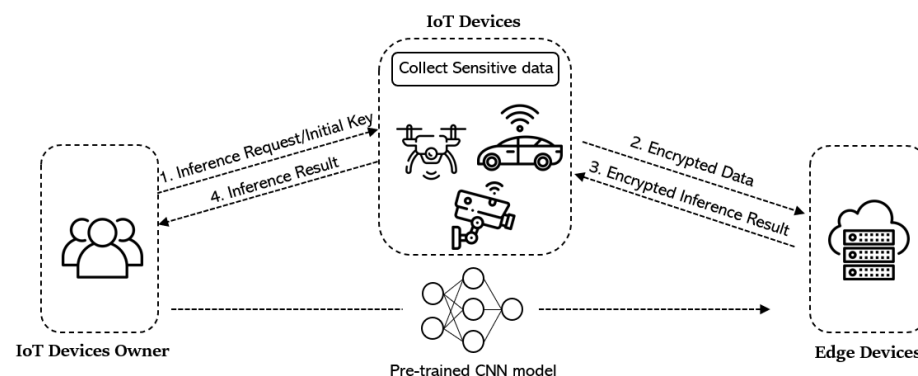 IoT Devices
Collect Sensitive data
1. Inference Request/Initial Key
4. Inference Result
2. Encrypted Data
3. Encrypted Inference Result
IoT Devices Owner
Edge Devices
Pre-trained CNN model